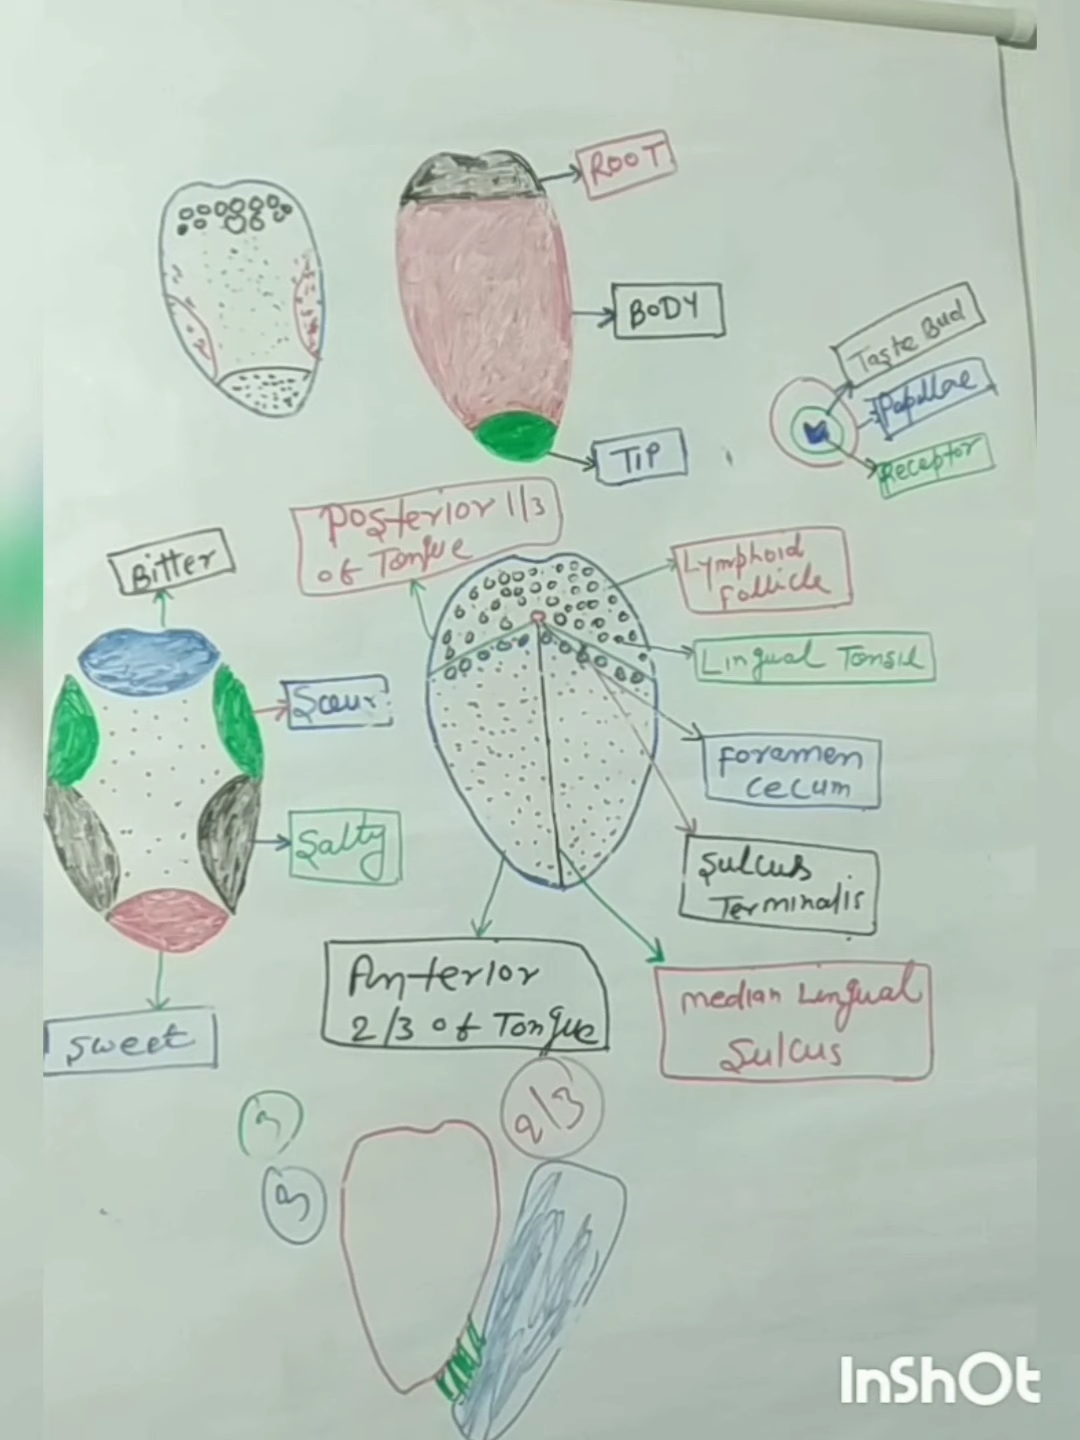 ROOT
BODY
TIP
Taste Bud
Papillae
Receptor
Posterior 1/3
of Tongue
Bitter
Lymphoid
follicle
Lingual Tonsil
Sour
foramen
cecum
Salty
Sulcus
Terminalis
Anterior
2/3 of Tongue
median Lingual
Sulcus
Sweet
2/3
InShOt